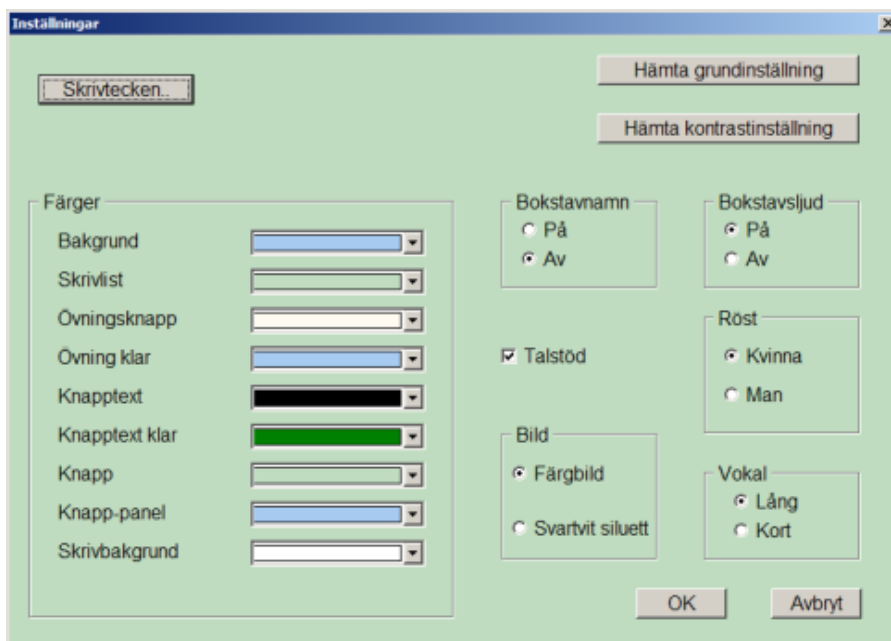 Inställningar
Skrivtecken..
Hämta grundinställning
Hämta kontrastinställning
Färger
Bakgrund
Skrivlist
Övningsknapp
Övning klar
Knapptext
Knapptext klar
Knapp
Knapp-panel
Skrivbakgrund
Bokstavnamn
På
Av
Bokstavsljud
På
Av
Talstöd
Röst
Kvinna
Man
Bild
Färgbild
Svartvit siluett
Vokal
Lång
Kort
OK
Avbryt